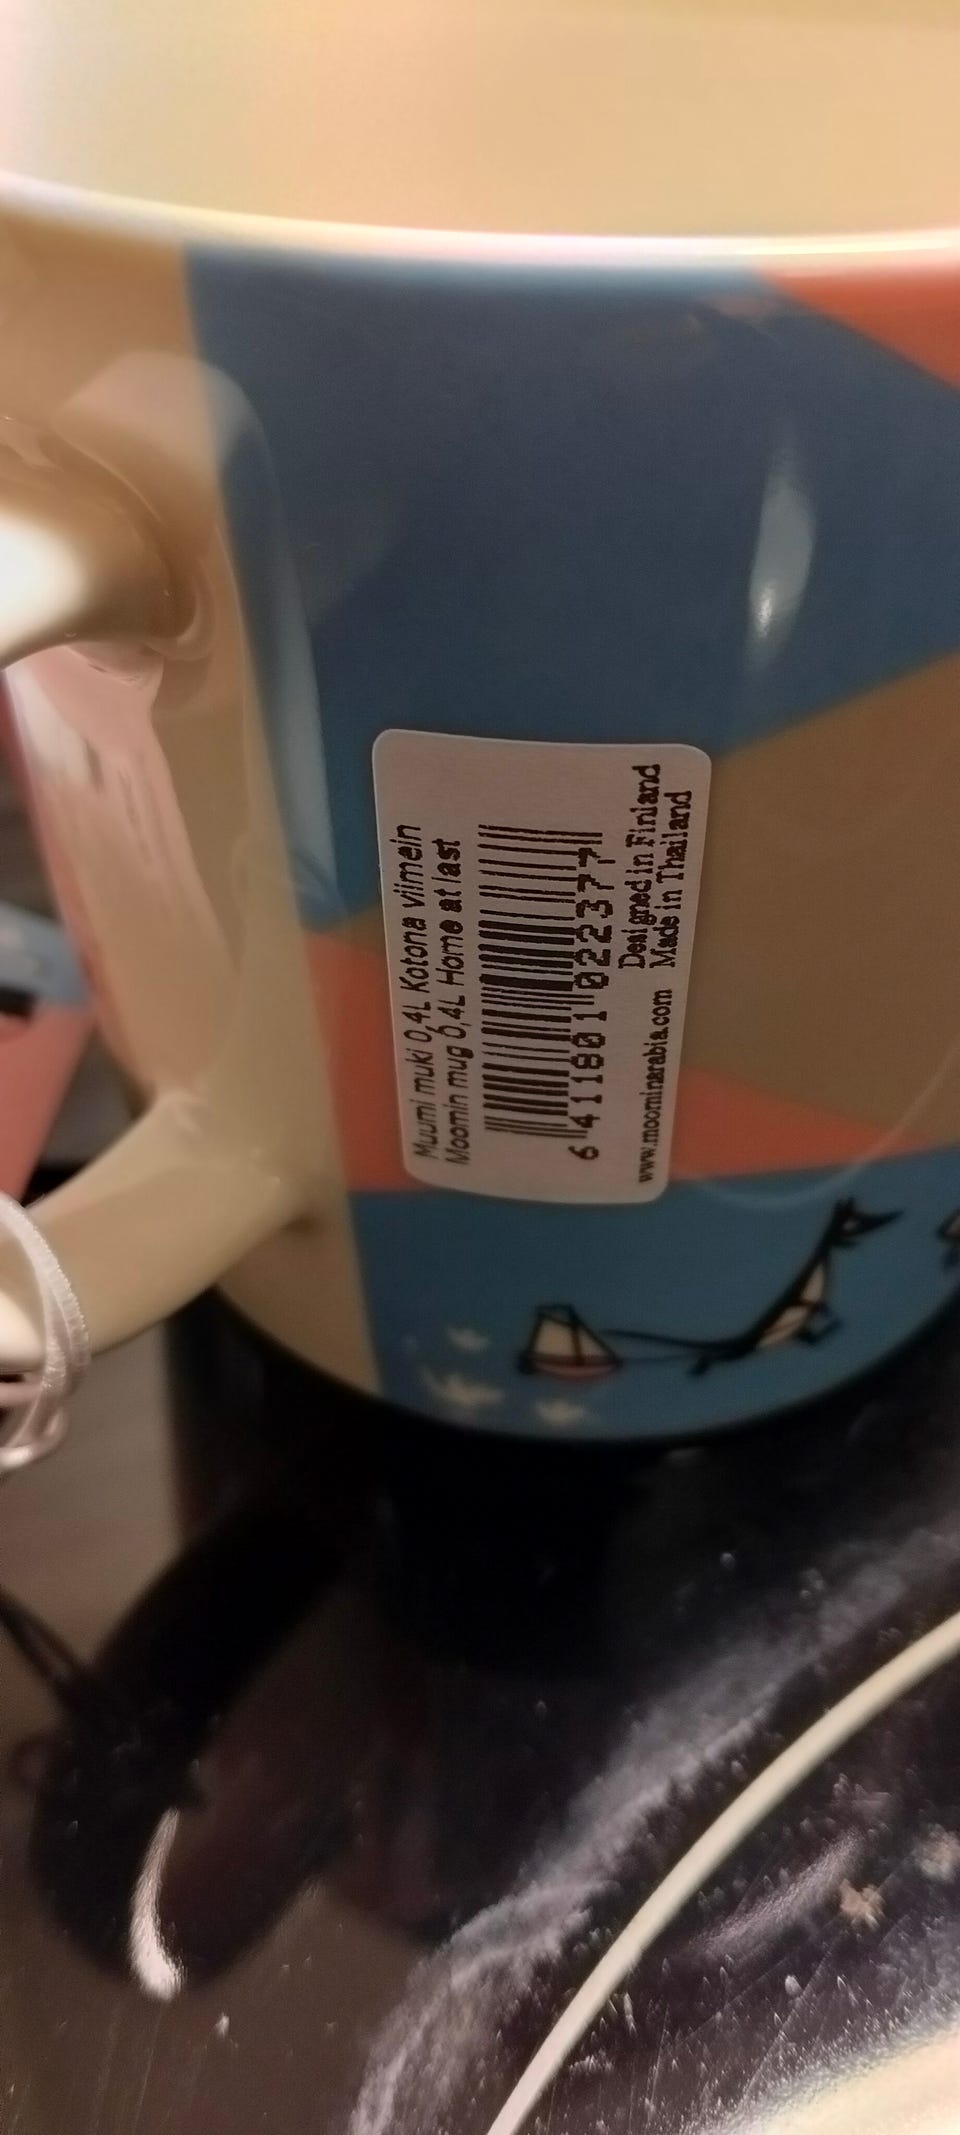 Muumi muki 0,4L Kotona viimein
Moomin mug 0,4L Home at last
6 411801 022377
Designed in Finland
www.moominarabia.com Made in Thailand